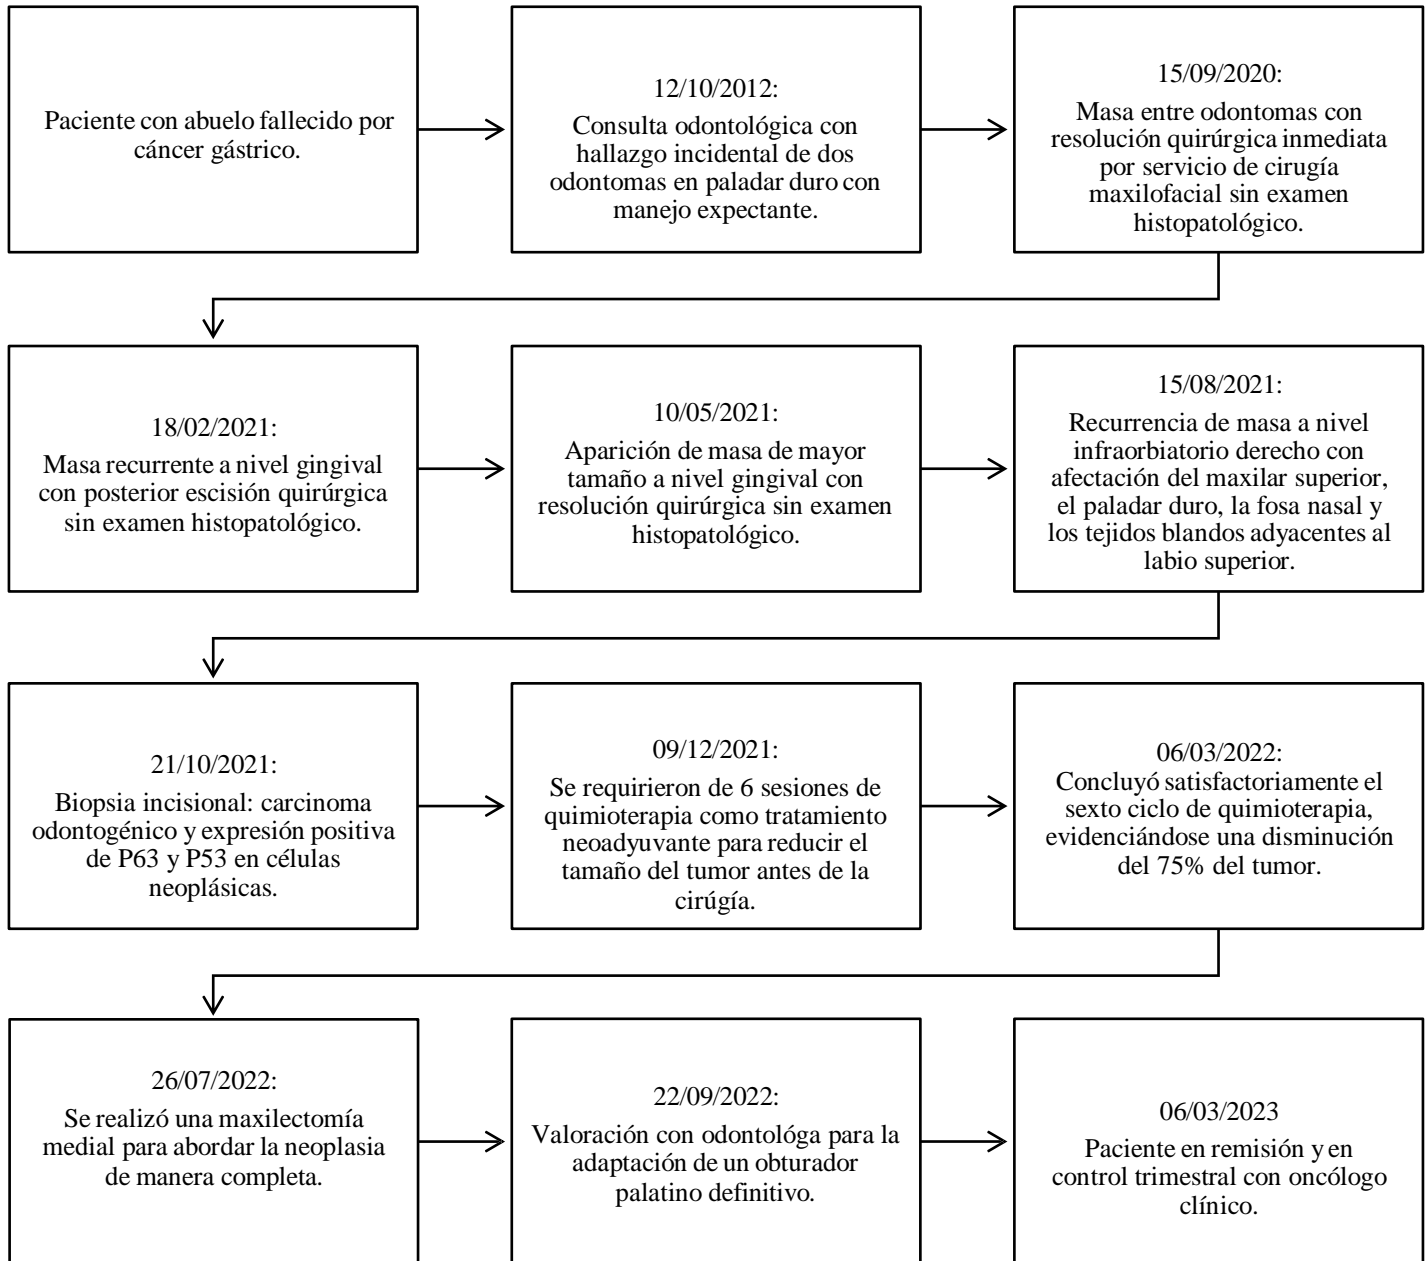 Paciente con abuelo fallecido por
cáncer gástrico.
12/10/2012:
Consulta odontológica con
hallazgo incidental de dos
odontomas en paladar duro con
manejo expectante.
15/09/2020:
Masa entre odontomas con
resolución quirúrgica inmediata
por servicio de cirugía
maxilofacial sin examen
histopatológico.
18/02/2021:
Masa recurrente a nivel gingival
con posterior escisión quirúrgica
sin examen histopatológico.
10/05/2021:
Aparición de masa de mayor
tamaño a nivel gingival con
resolución quirúrgica sin examen
histopatológico.
15/08/2021:
Recurrencia de masa a nivel
infraorbiatorio derecho con
afectación del maxilar superior,
el paladar duro, la fosa nasal y
los tejidos blandos adyacentes al
labio superior.
21/10/2021:
Biopsia incisional: carcinoma
odontogénico y expresión positiva
de P63 y P53 en células
neoplásicas.
09/12/2021:
Se requirieron de 6 sesiones de
quimioterapia como tratamiento
neoadyuvante para reducir el
tamaño del tumor antes de la
cirúgía.
06/03/2022:
Concluyó satisfactoriamente el
sexto ciclo de quimioterapia,
evidenciándose una disminución
del 75% del tumor.
26/07/2022:
Se realizó una maxilectomía
medial para abordar la neoplasia
de manera completa.
22/09/2022:
Valoración con odontológa para la
adaptación de un obturador
palatino definitivo.
06/03/2023
Paciente en remisión y en
control trimestral con oncólogo
clínico.